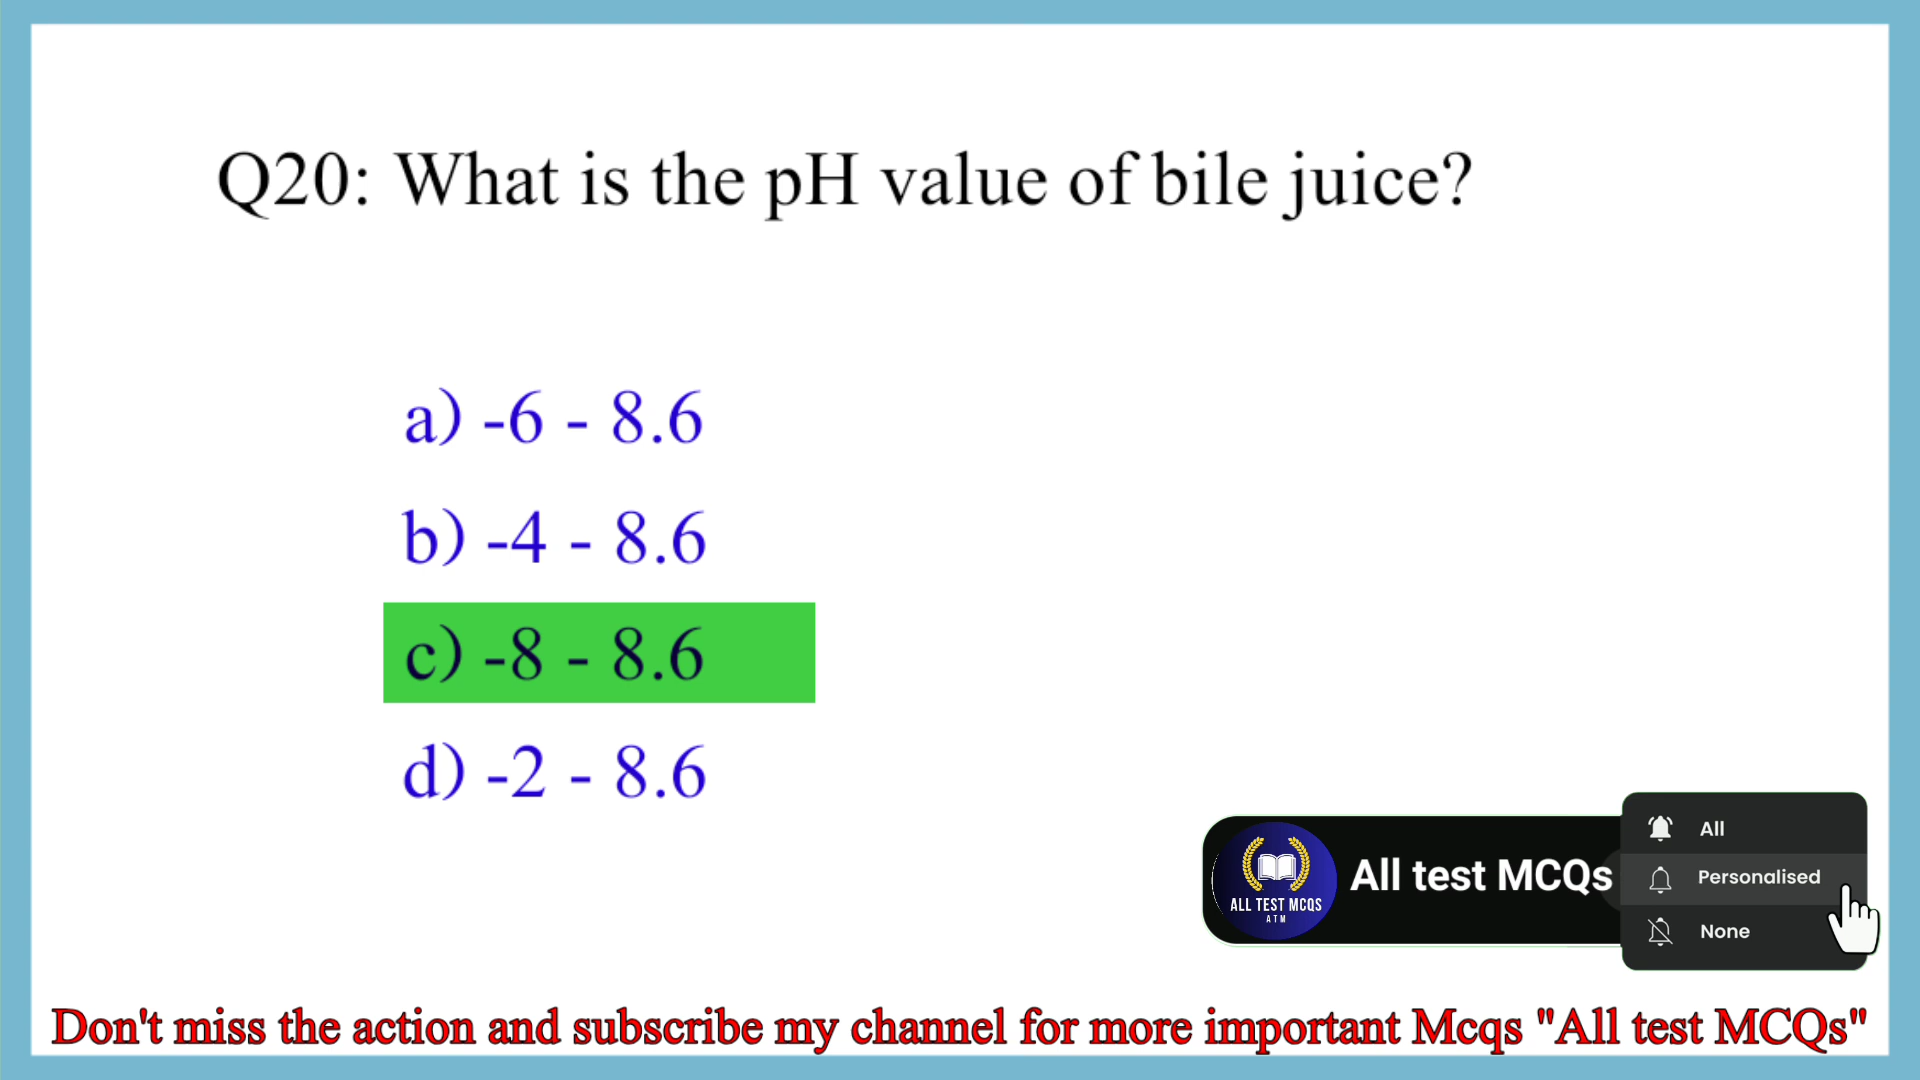 Q20: What is the pH value of bile juice?
a) -6 - 8.6
b) -4 - 8.6
c) -8 - 8.6
d) -2 - 8.6
All
Personalised
None
All test MCQs
ALL TEST MCQS
ATM
Don't miss the action and subscribe my channel for more important Mcqs "All test MCQs"